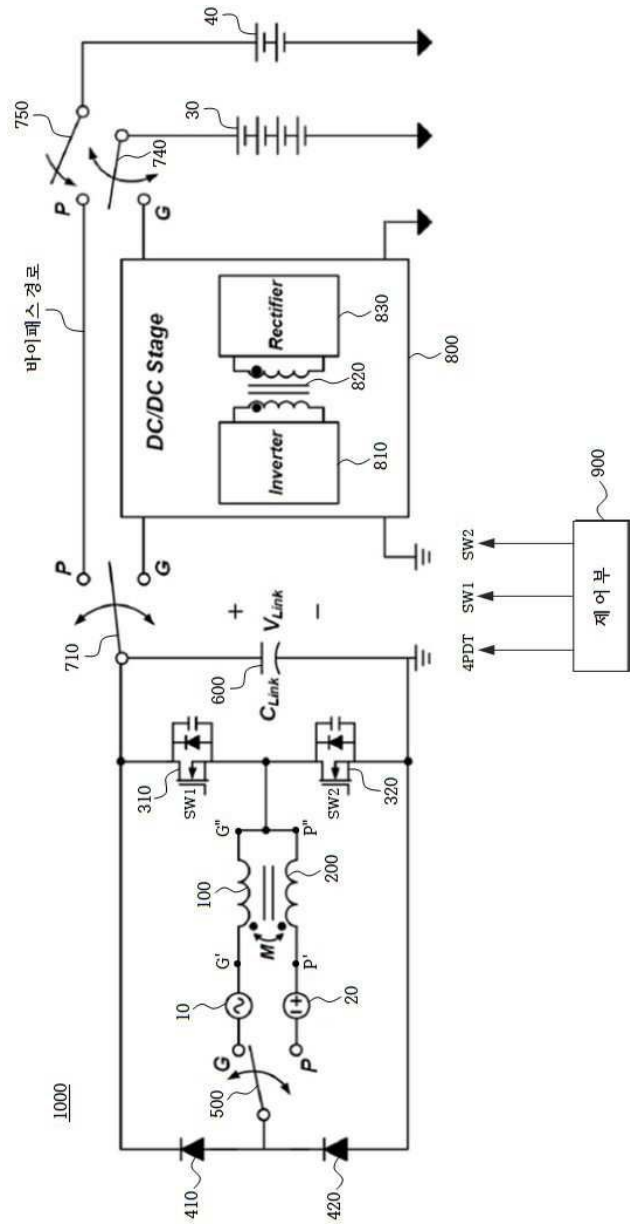 1000
410
420
500
G
P
10
20
G'
P'
M
100
200
G"
P"
310
SW1
SW2
320
600
C_Link
+
V_Link
−
710
P
G
바이패스 경로
DC/DC Stage
Inverter
Rectifier
810
820
830
800
P
G
750
740
30
40
4PDT
SW1
SW2
제어부
900